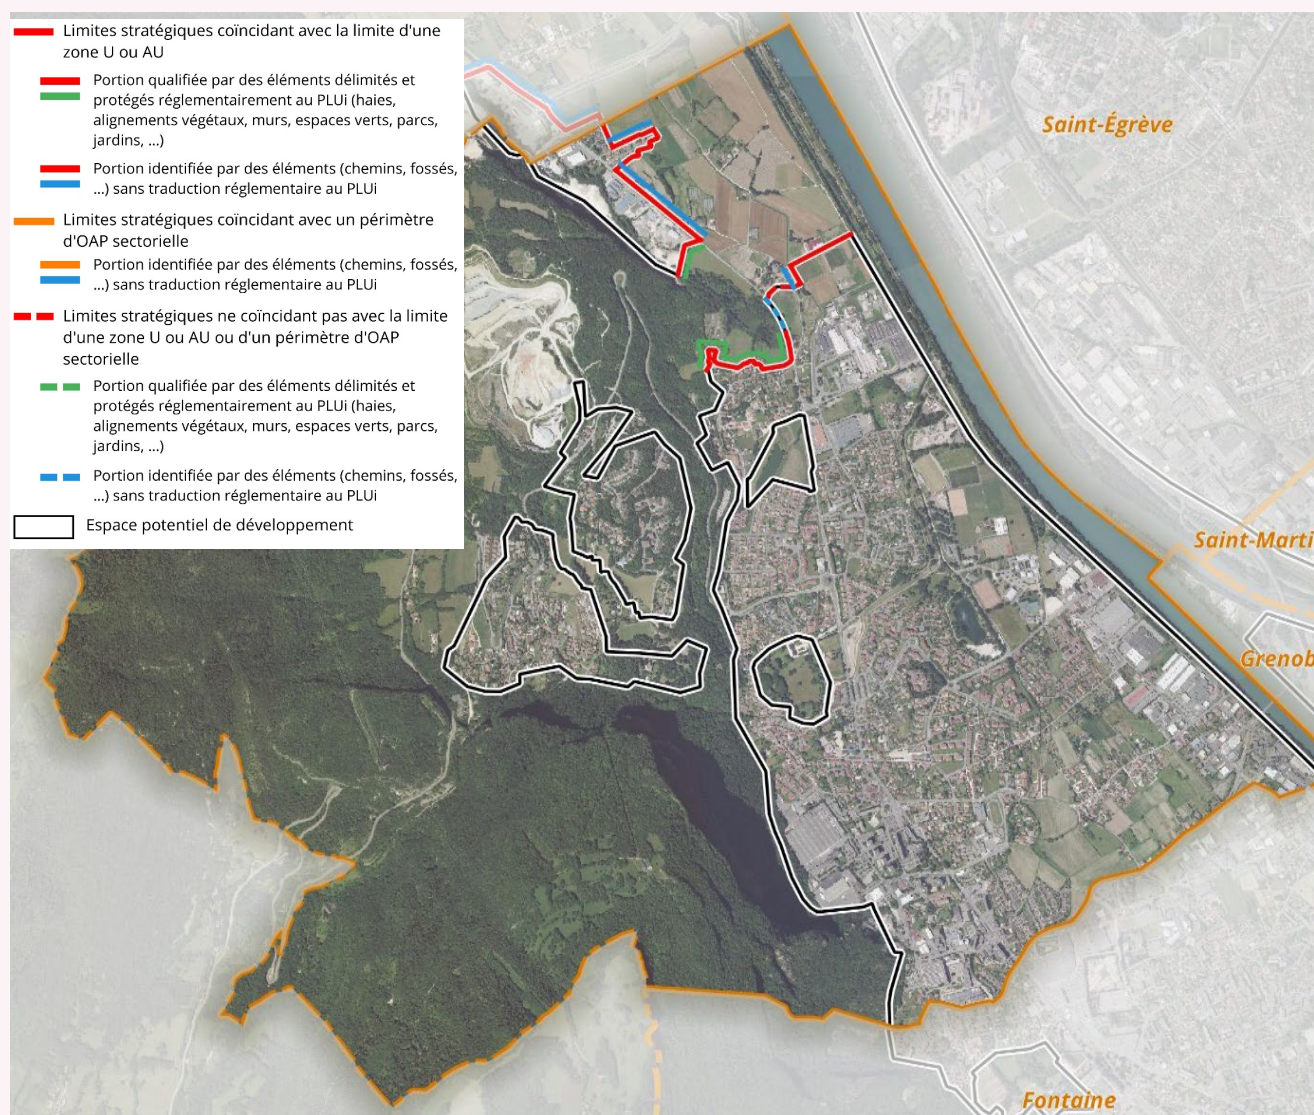 Limites stratégiques coïncidant avec la limite d'une
zone U ou AU
Portion qualifiée par des éléments délimités et
protégés réglementairement au PLUi (haies,
alignements végétaux, murs, espaces verts, parcs,
jardins, ...)
Portion identifiée par des éléments (chemins, fossés,
...) sans traduction réglementaire au PLUi
Limites stratégiques coïncidant avec un périmètre
d'OAP sectorielle
Portion identifiée par des éléments (chemins, fossés,
...) sans traduction réglementaire au PLUi
Limites stratégiques ne coïncidant pas avec la limite
d'une zone U ou AU ou d'un périmètre d'OAP
sectorielle
Portion qualifiée par des éléments délimités et
protégés réglementairement au PLUi (haies,
alignements végétaux, murs, espaces verts, parcs,
jardins, ...)
Portion identifiée par des éléments (chemins, fossés,
...) sans traduction réglementaire au PLUi
Espace potentiel de développement
Saint-Égrève
Saint-Marti
Grenob
Fontaine